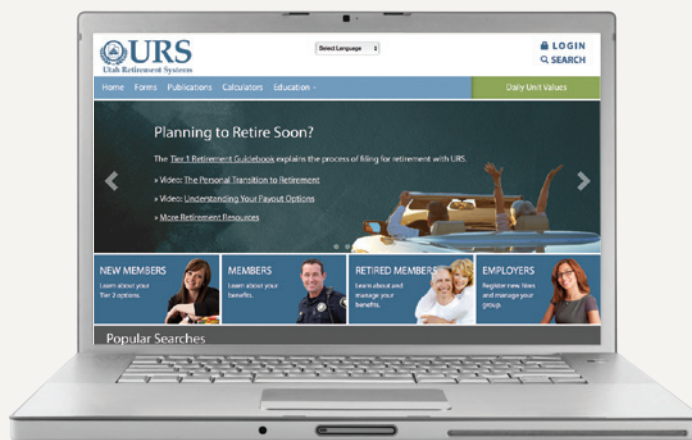 URS
Utah Retirement Systems
Select Language
LOGIN
SEARCH
Home Forms Publications Calculators Education
Daily Unit Values
Planning to Retire Soon?
The Tier 1 Retirement Guidebook explains the process of filing for retirement with URS.
» Video: The Personal Transition to Retirement
» Video: Understanding Your Payout Options
» More Retirement Resources
NEW MEMBERS
Learn about your
Tier 2 options.
MEMBERS
Learn about your
benefits.
RETIRED MEMBERS
Learn about and
manage your
benefits.
EMPLOYERS
Register new hires
and manage your
group.
Popular Searches